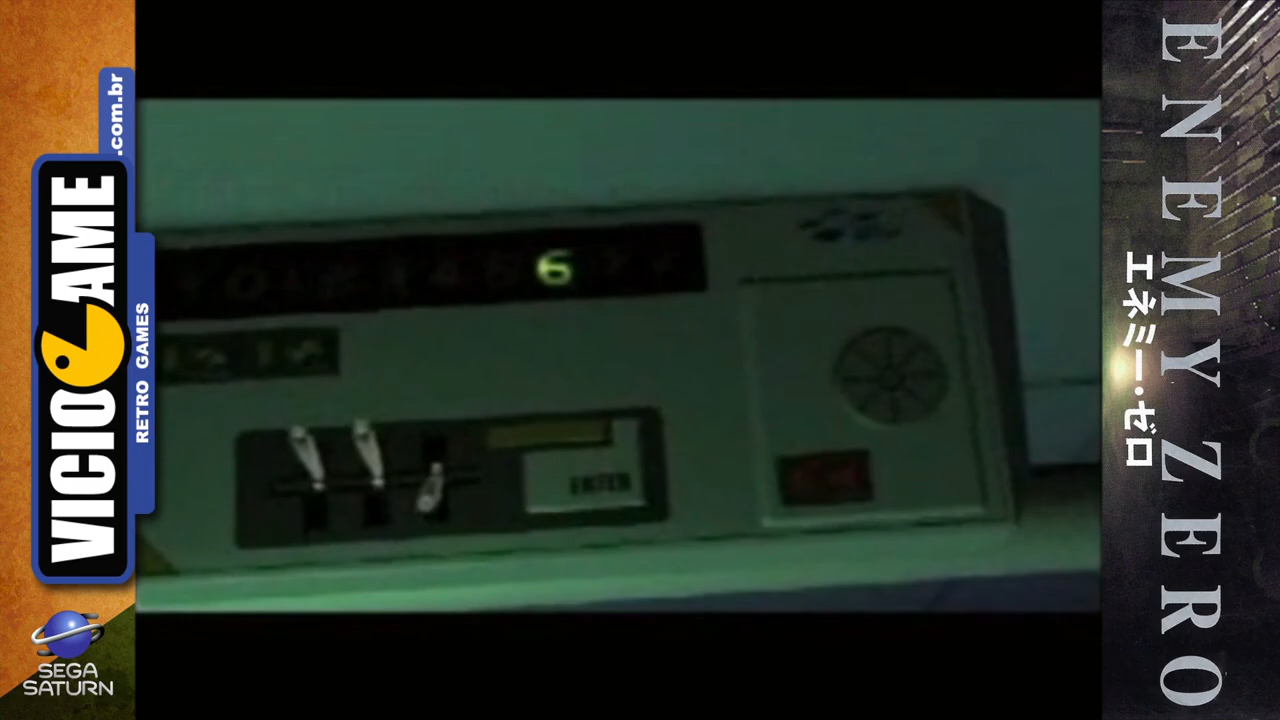 VICIOGAME
.com.br
RETRO GAMES
SEGA
SATURN
6
ENTER
ENEMY ZERO
エネミー・ゼロ